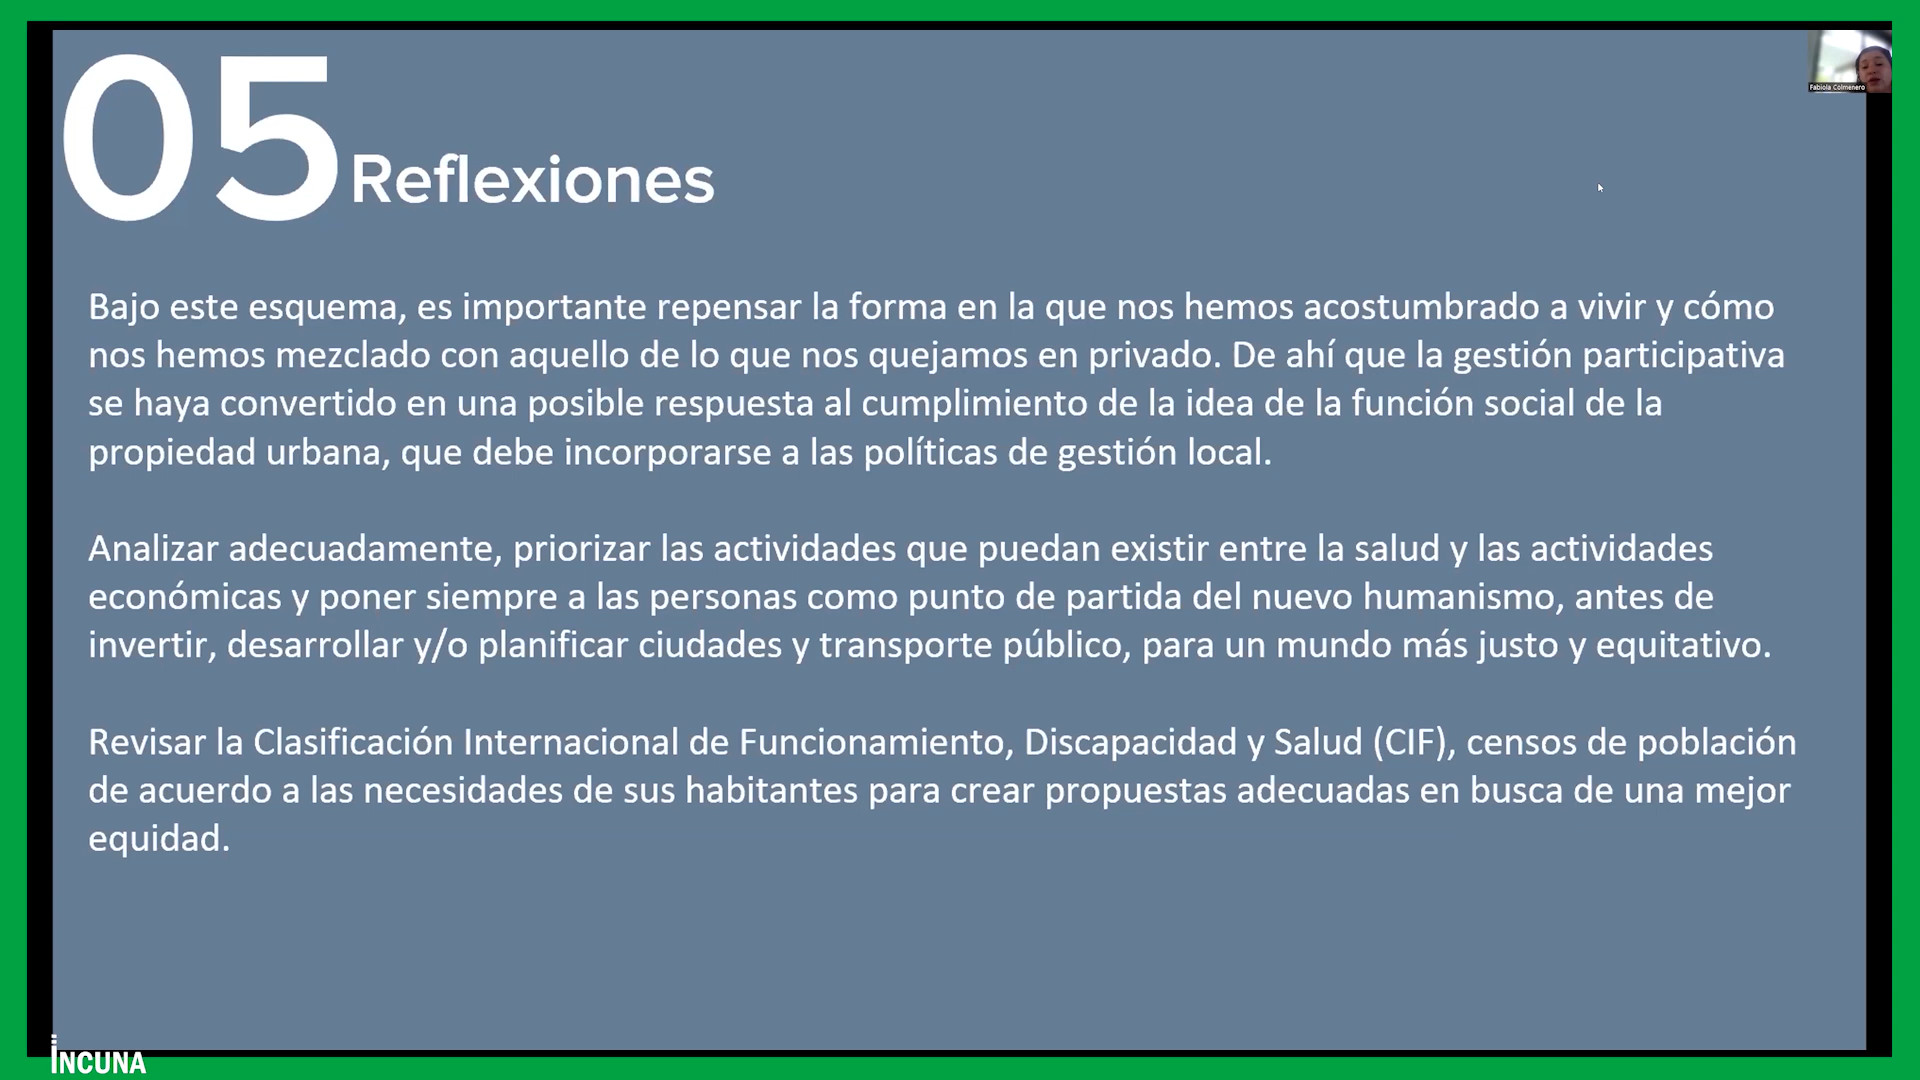 05 Reflexiones
Fabiola Colmenero
Bajo este esquema, es importante repensar la forma en la que nos hemos acostumbrado a vivir y cómo
nos hemos mezclado con aquello de lo que nos quejamos en privado. De ahí que la gestión participativa
se haya convertido en una posible respuesta al cumplimiento de la idea de la función social de la
propiedad urbana, que debe incorporarse a las políticas de gestión local.
Analizar adecuadamente, priorizar las actividades que puedan existir entre la salud y las actividades
económicas y poner siempre a las personas como punto de partida del nuevo humanismo, antes de
invertir, desarrollar y/o planificar ciudades y transporte público, para un mundo más justo y equitativo.
Revisar la Clasificación Internacional de Funcionamiento, Discapacidad y Salud (CIF), censos de población
de acuerdo a las necesidades de sus habitantes para crear propuestas adecuadas en busca de una mejor
equidad.
INCUNA